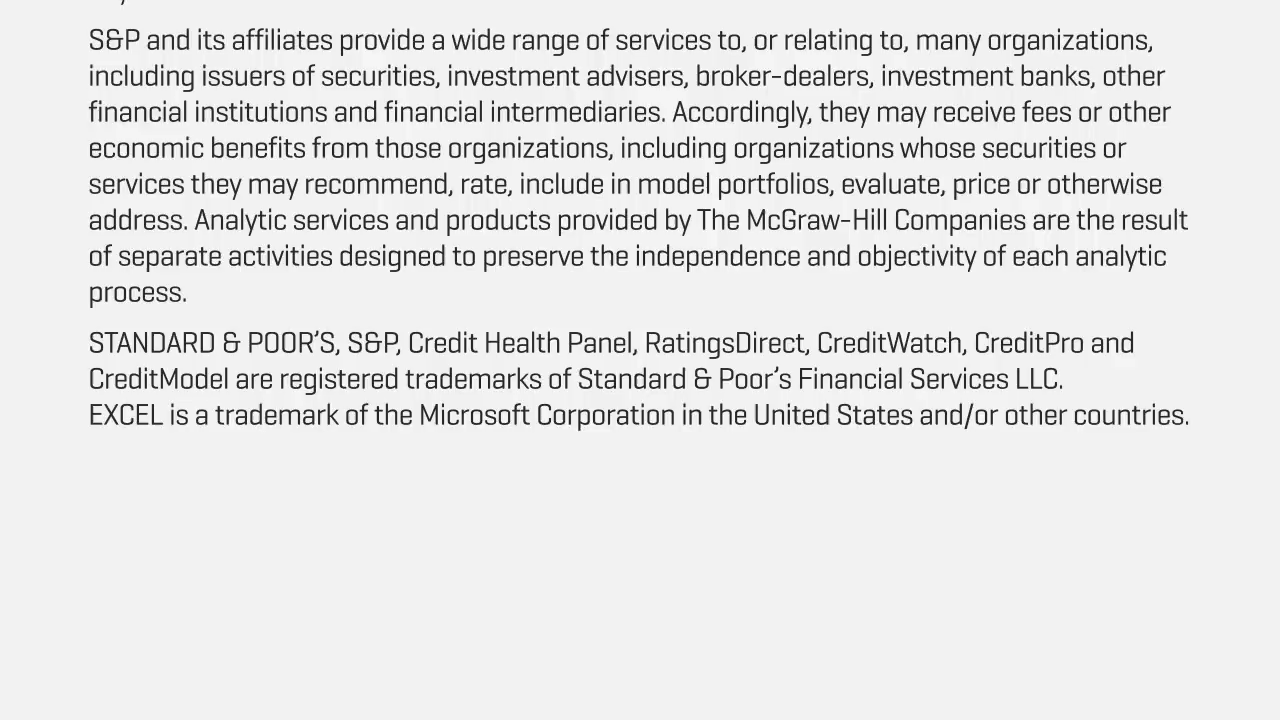 S&P and its affiliates provide a wide range of services to, or relating to, many organizations,
including issuers of securities, investment advisers, broker-dealers, investment banks, other
financial institutions and financial intermediaries. Accordingly, they may receive fees or other
economic benefits from those organizations, including organizations whose securities or
services they may recommend, rate, include in model portfolios, evaluate, price or otherwise
address. Analytic services and products provided by The McGraw-Hill Companies are the result
of separate activities designed to preserve the independence and objectivity of each analytic
process.
STANDARD & POOR’S, S&P, Credit Health Panel, RatingsDirect, CreditWatch, CreditPro and
CreditModel are registered trademarks of Standard & Poor’s Financial Services LLC.
EXCEL is a trademark of the Microsoft Corporation in the United States and/or other countries.